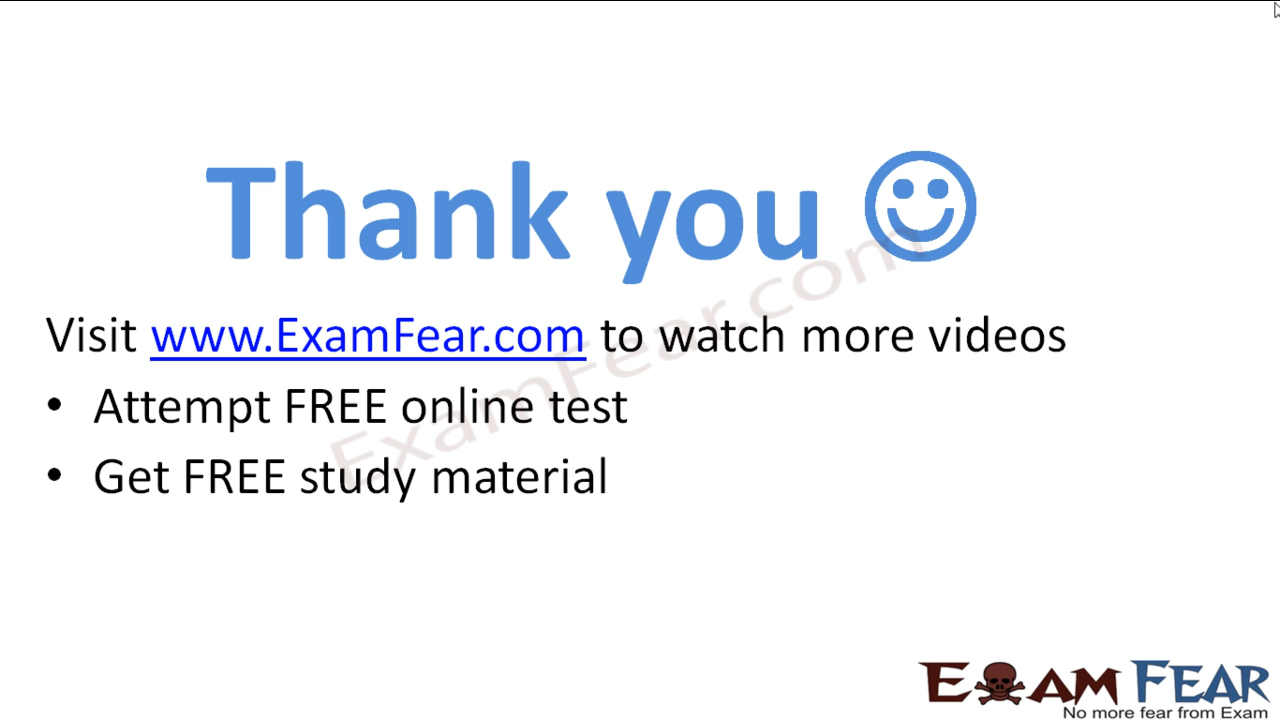 Thank you
Visit www.ExamFear.com to watch more videos
• Attempt FREE online test
• Get FREE study material
ExamFear.com
EXAM FEAR
No more fear from Exam